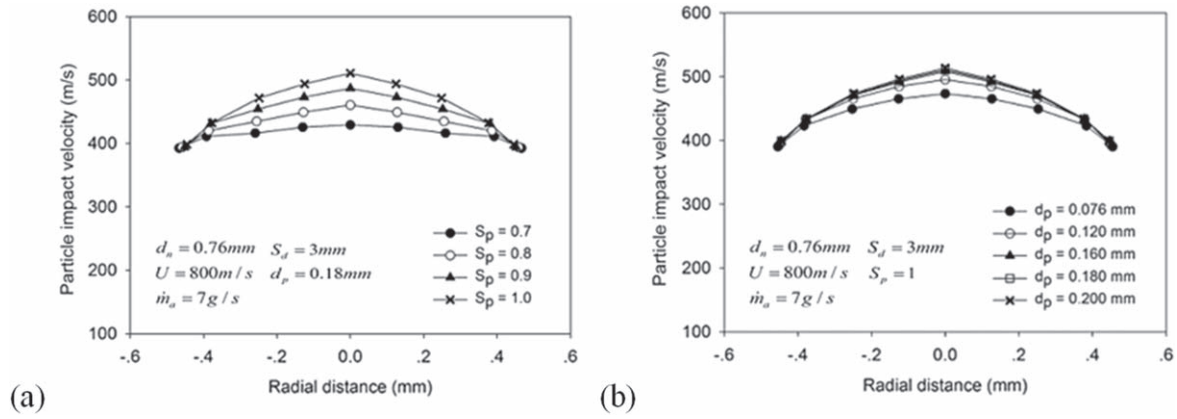 600
500
400
300
200
100
Particle impact velocity (m/s)
-.6
-.4
-.2
0.0
.2
.4
.6
Radial distance (mm)
d_n = 0.76mm S_d = 3mm
U = 800m / s d_P = 0.18mm
ṁ_a = 7g / s
S_p = 0.7
S_p = 0.8
S_p = 0.9
S_p = 1.0
(a)
600
500
400
300
200
100
Particle impact velocity (m/s)
-.6
-.4
-.2
0.0
.2
.4
.6
Radial distance (mm)
d_n = 0.76mm S_d = 3mm
U = 800m / s S_P = 1
ṁ_a = 7g / s
d_p = 0.076 mm
d_p = 0.120 mm
d_p = 0.160 mm
d_p = 0.180 mm
d_p = 0.200 mm
(b)